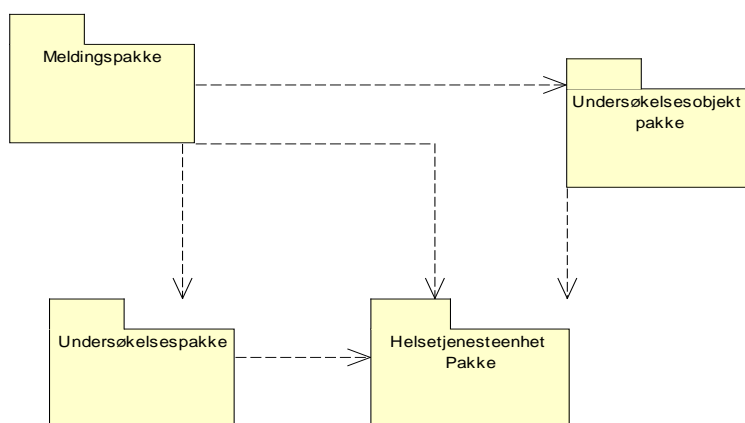 Meldingspakke
Undersøkelsesobjekt
pakke
Undersøkelsespakke
Helsetjenesteenhet
Pakke